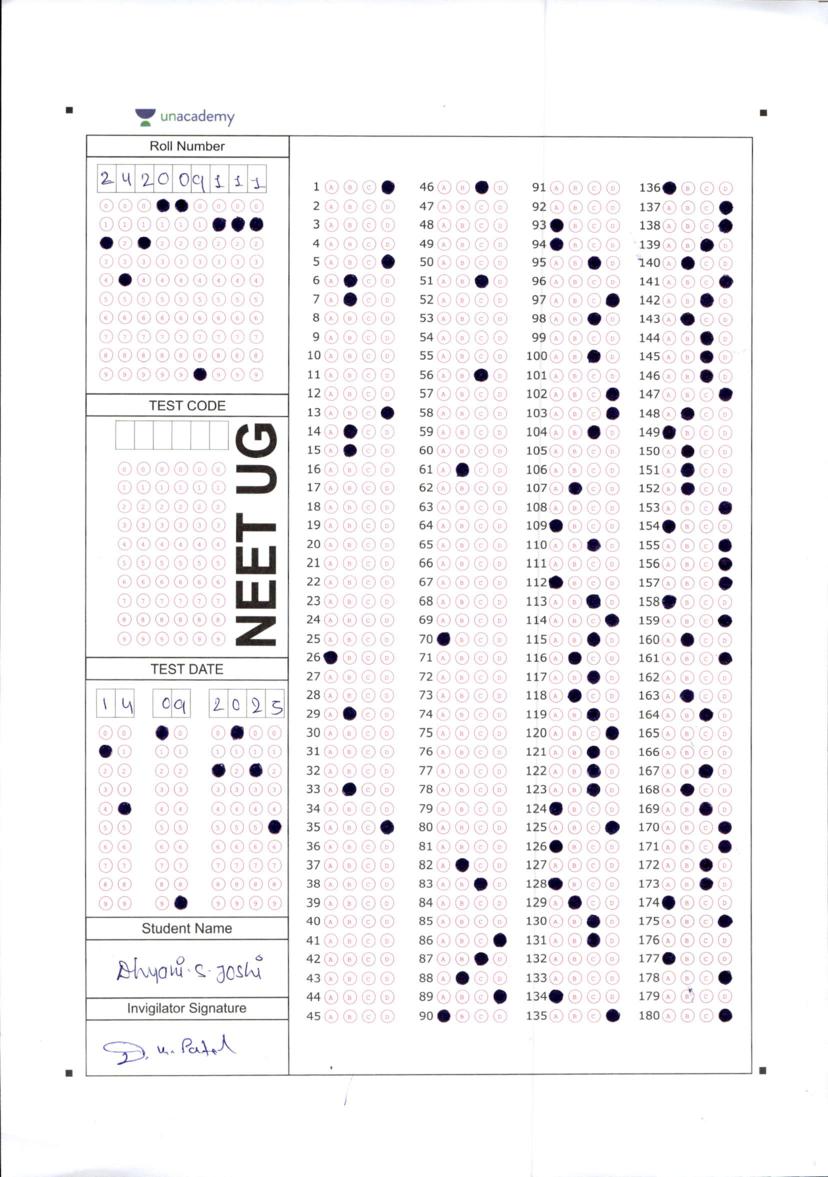 unacademy
Roll Number
2 4 2 0 0 9 1 1 1
TEST CODE
NEET UG
TEST DATE
1 4 0 9 2 0 2 5
Student Name
Dhyani.S.Joshi
Invigilator Signature
D. K. Patel
1 A B C
2 A B C D
3 A B C D
4 A B C D
5 A B C
6 A C D
7 A C D
8 A B C D
9 A B C D
10 A B C D
11 A B C D
12 A B C D
13 A B C
14 A C D
15 A C D
16 A B C D
17 A B C D
18 A B C D
19 A B C D
20 A B C D
21 A B C D
22 A B C D
23 A B C D
24 A B C D
25 A B C D
26 B C D
27 A B C D
28 A B C D
29 A C D
30 A B C D
31 A B C D
32 A B C D
33 A C D
34 A B C D
35 A B C
36 A B C D
37 A B C D
38 A B C D
39 A B C D
40 A B C D
41 A B C D
42 A B C D
43 A B C D
44 A B C D
45 A B C D
46 A B D
47 A B C D
48 A B C D
49 A B C D
50 A B C D
51 A B D
52 A B C D
53 A B C D
54 A B C D
55 A B C D
56 A B D
57 A B C D
58 A B C D
59 A B C D
60 A B C D
61 A C D
62 A B C D
63 A B C D
64 A B C D
65 A B C D
66 A B C D
67 A B C D
68 A B C D
69 A B C D
70 B C D
71 A B C D
72 A B C D
73 A B C D
74 A B C D
75 A B C D
76 A B C D
77 A B C D
78 A B C D
79 A B C D
80 A B C D
81 A B C D
82 A C D
83 A B D
84 A B C D
85 A B C D
86 A B C
87 A B D
88 A C D
89 A B C
90 B C D
91 A B C D
92 A B C D
93 B C D
94 B C D
95 A B D
96 A B C D
97 A B C
98 A B D
99 A B C D
100 A B D
101 A B C D
102 A B C
103 A B C
104 A B D
105 A B C D
106 A B C D
107 A C D
108 A B C D
109 B C D
110 A B D
111 A B C D
112 B C D
113 A B D
114 A B C
115 A B D
116 A C D
117 A B D
118 A C D
119 A B D
120 A B C
121 A B D
122 A B D
123 A B D
124 B C D
125 A B C
126 B C D
127 A B C D
128 B C D
129 A C D
130 A B D
131 A B D
132 A B C D
133 A B C D
134 B C D
135 A B C
136 B C D
137 A B C
138 A B C
139 A B D
140 A C D
141 A B C
142 A B D
143 A C D
144 A B D
145 A B D
146 A B D
147 A B C
148 A C D
149 B C D
150 A C D
151 A C D
152 A C D
153 A B C
154 B C D
155 A B C
156 A B C
157 A B C
158 B C D
159 A B C
160 A C D
161 A B C
162 A B C D
163 A C D
164 A B D
165 A B C D
166 A B C D
167 A B D
168 A C D
169 A B D
170 A B C
171 A B C
172 A B D
173 A B D
174 B C D
175 A B C
176 A B C D
177 B C D
178 A B C
179 A B C D
180 A B C